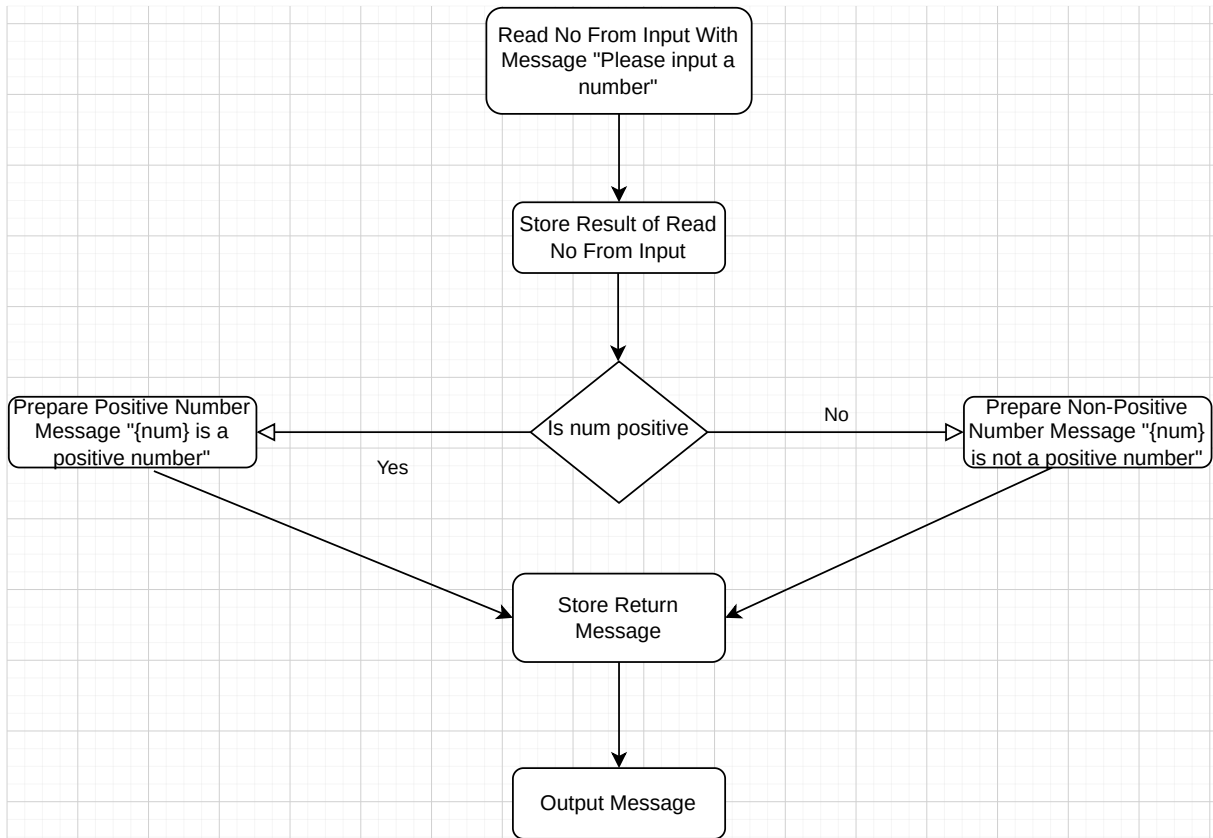 Read No From Input With
Message "Please input a
number"
Store Result of Read
No From Input
Is num positive
Yes
No
Prepare Positive Number
Message "{num} is a
positive number"
Prepare Non-Positive
Number Message "{num}
is not a positive number"
Store Return
Message
Output Message